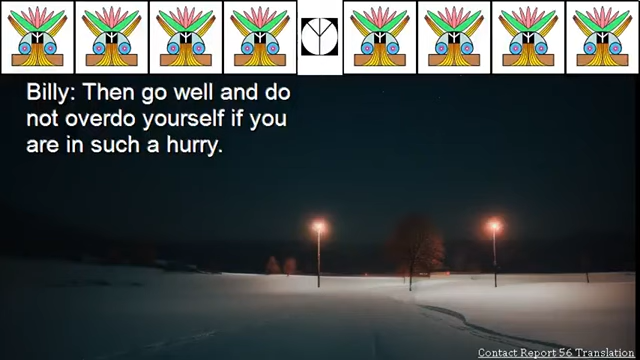 Billy: Then go well and do
not overdo yourself if you
are in such a hurry.
Contact Report 56 Translation